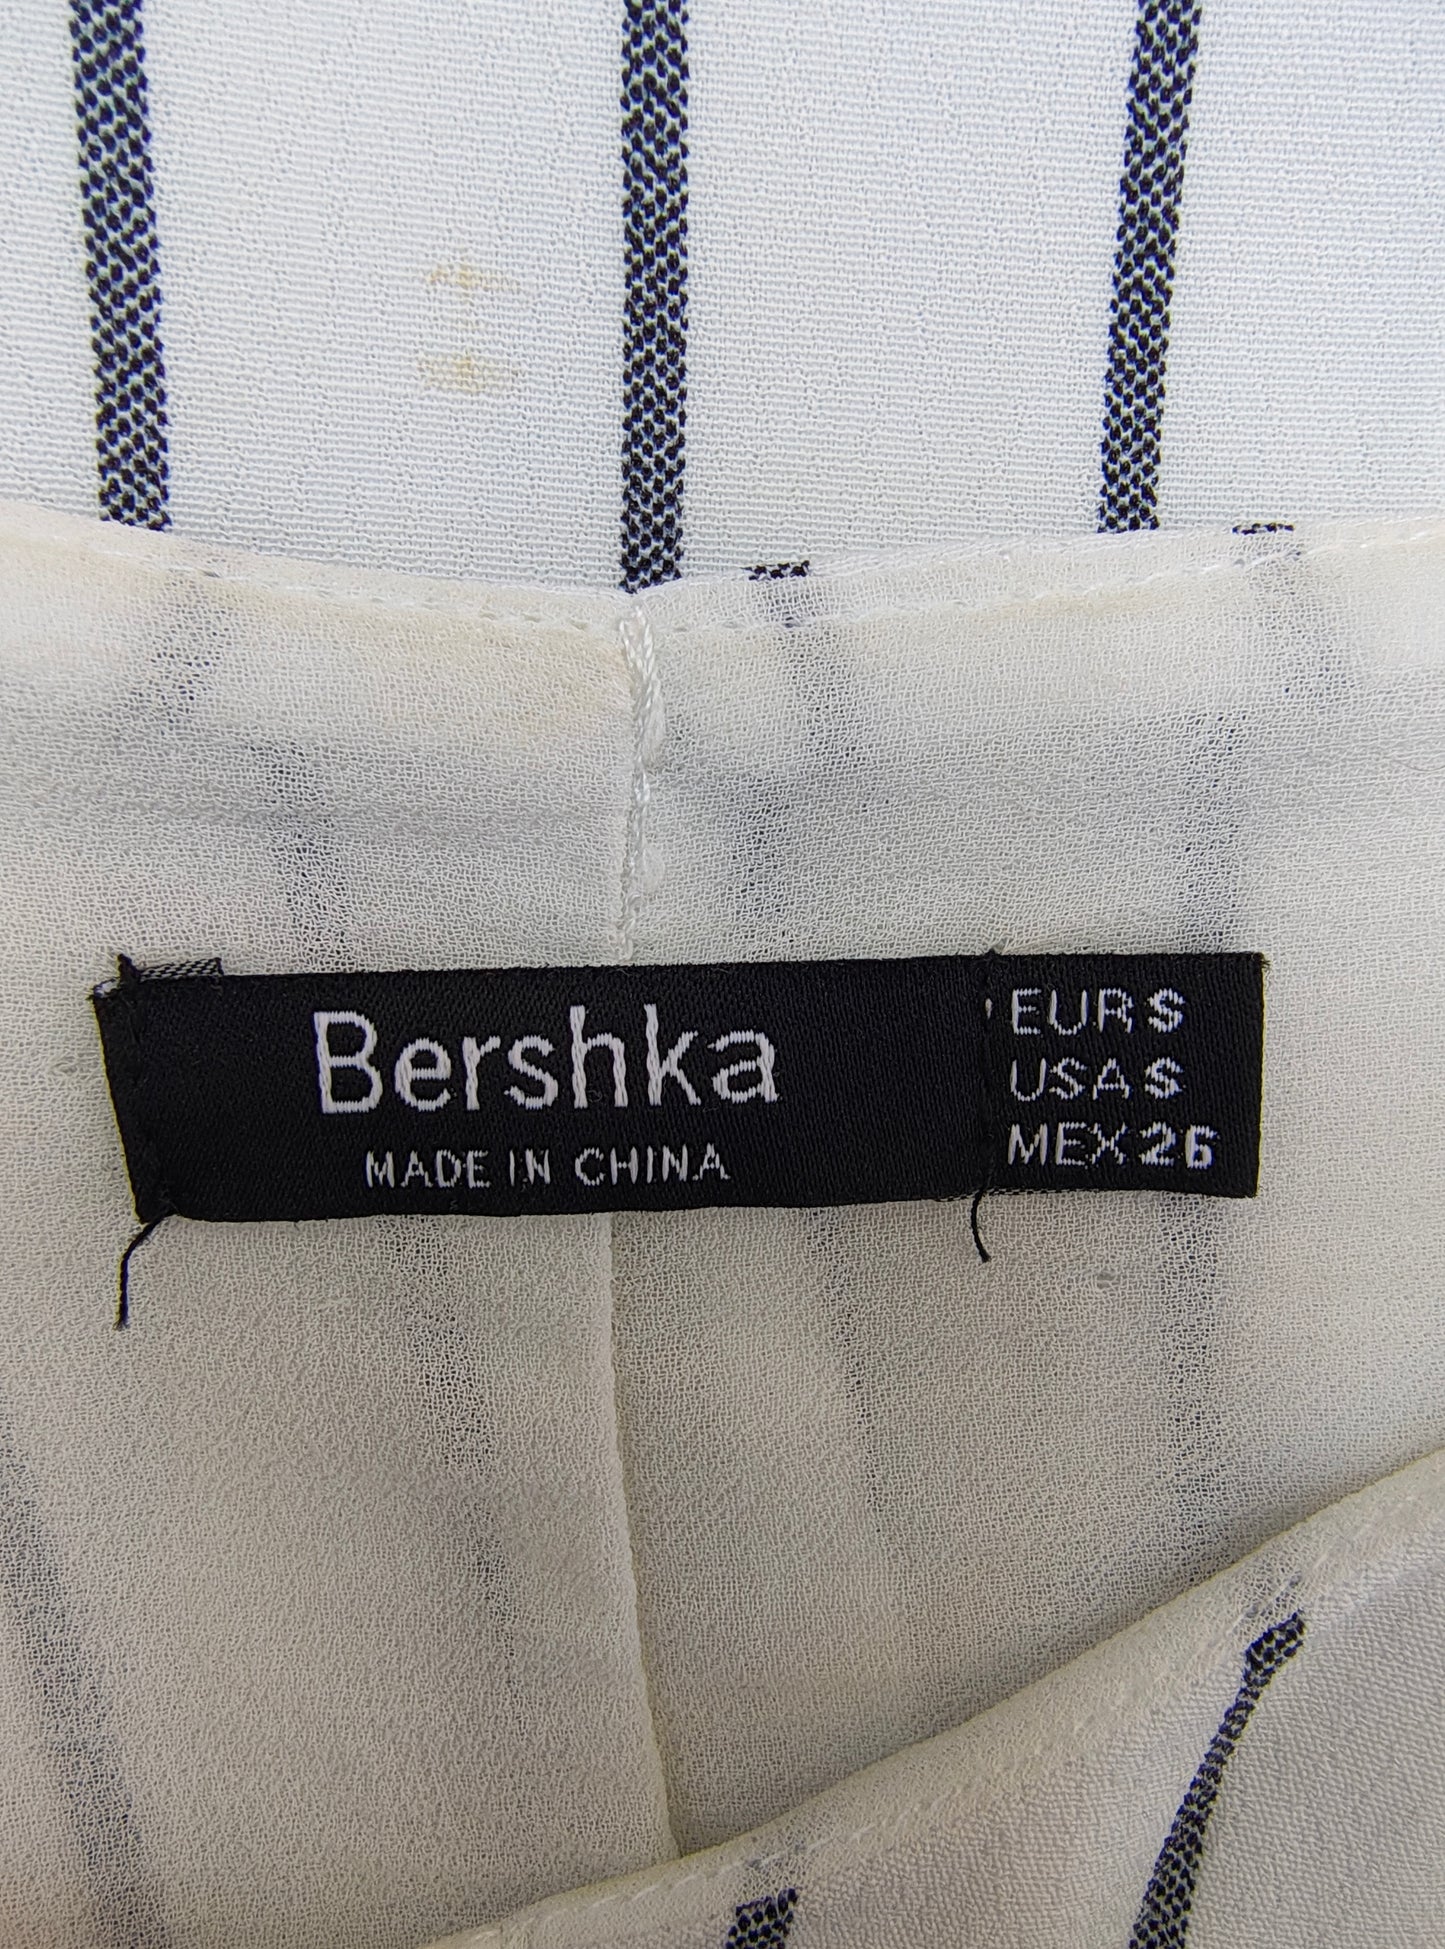 Bershka
MADE IN CHINA
EUR S
USA S
MEX 26